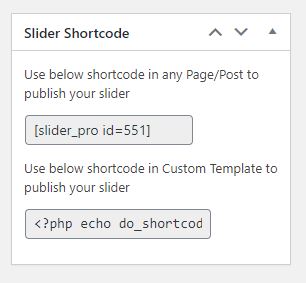 Slider Shortcode
Use below shortcode in any Page/Post to
publish your slider
[slider_pro id=551]
Use below shortcode in Custom Template to
publish your slider
<?php echo do_shortcod